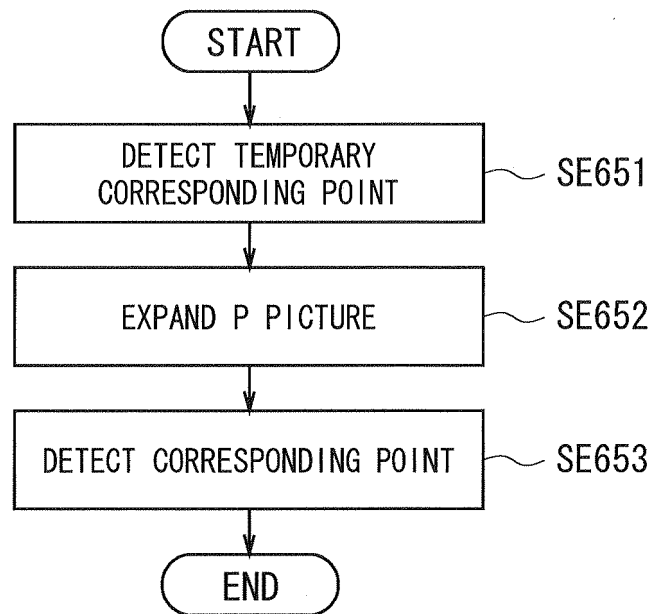 START
DETECT TEMPORARY
CORRESPONDING POINT
SE651
EXPAND P PICTURE
SE652
DETECT CORRESPONDING POINT
SE653
END